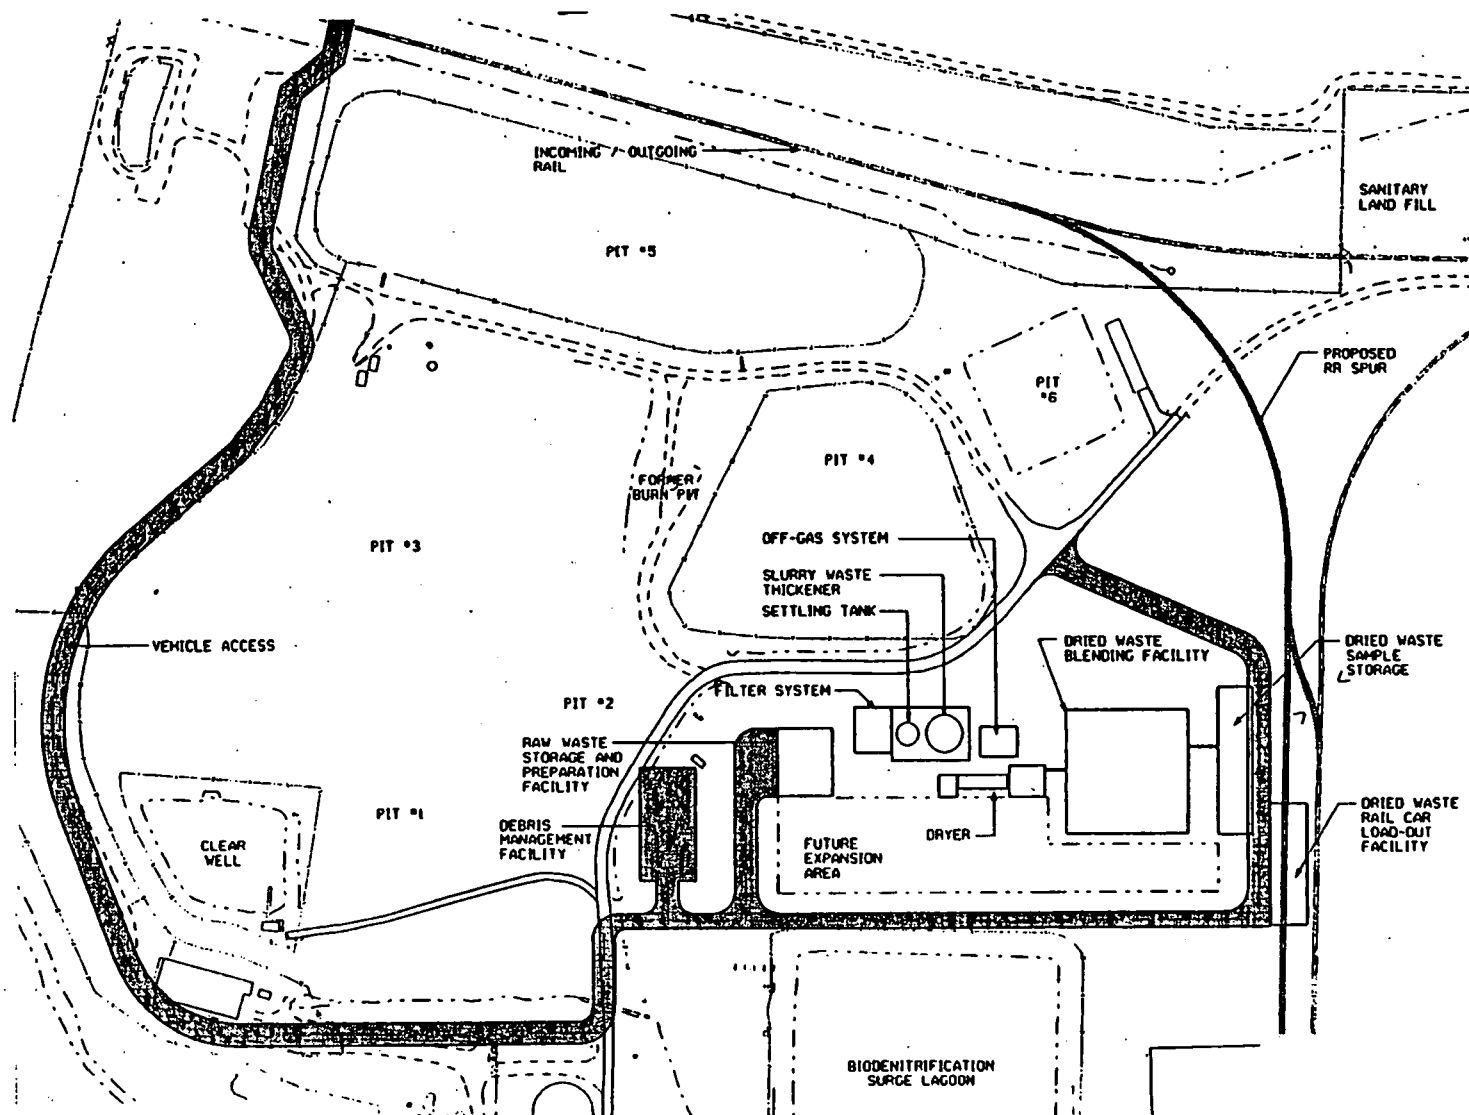 INCOMING / OUTGOING
RAIL
SANITARY
LAND FILL
PIT #5
PROPOSED
RR SPUR
PIT
#6
PIT #4
FORMER
BURN PIT
PIT #3
OFF-GAS SYSTEM
SLURRY WASTE
THICKENER
SETTLING TANK
VEHICLE ACCESS
DRIED WASTE
BLENDING FACILITY
DRIED WASTE
SAMPLE
STORAGE
FILTER SYSTEM
PIT #2
RAW WASTE
STORAGE AND
PREPARATION
FACILITY
PIT #1
DEBRIS
MANAGEMENT
FACILITY
CLEAR
WELL
DRYER
FUTURE
EXPANSION
AREA
DRIED WASTE
RAIL CAR
LOAD-OUT
FACILITY
BIODENITRIFICATION
SURGE LAGOON